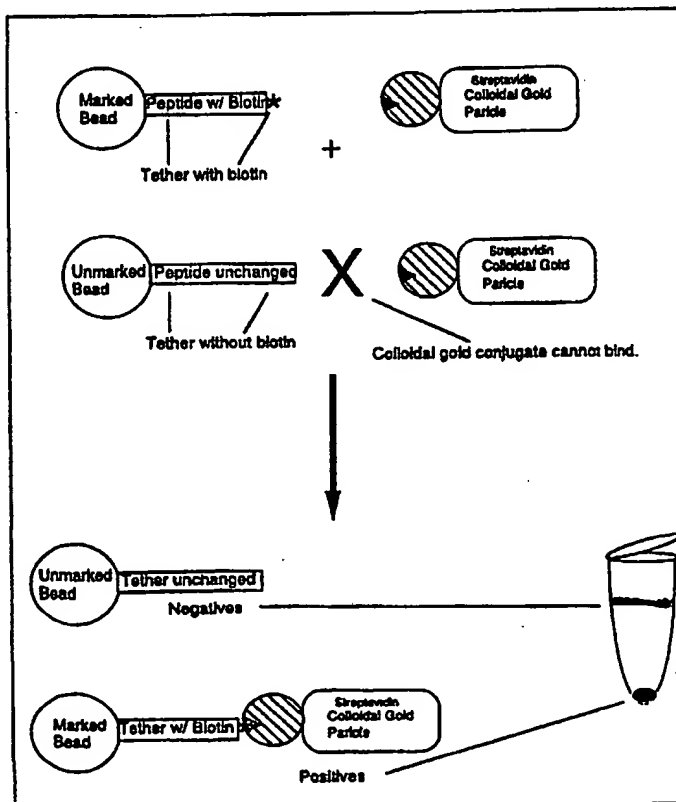 Marked
Bead
Peptide w/ Biotin
Streptavidin
Colloidal Gold
Paricle
+
Tether with biotin
Unmarked
Bead
Peptide unchanged
X
Streptavidin
Colloidal Gold
Paricle
Tether without biotin
Colloidal gold conjugate cannot bind.
Unmarked
Bead
Tether unchanged
Negatives
Marked
Bead
Tether w/ Biotin
Streptavidin
Colloidal Gold
Paricle
Positives